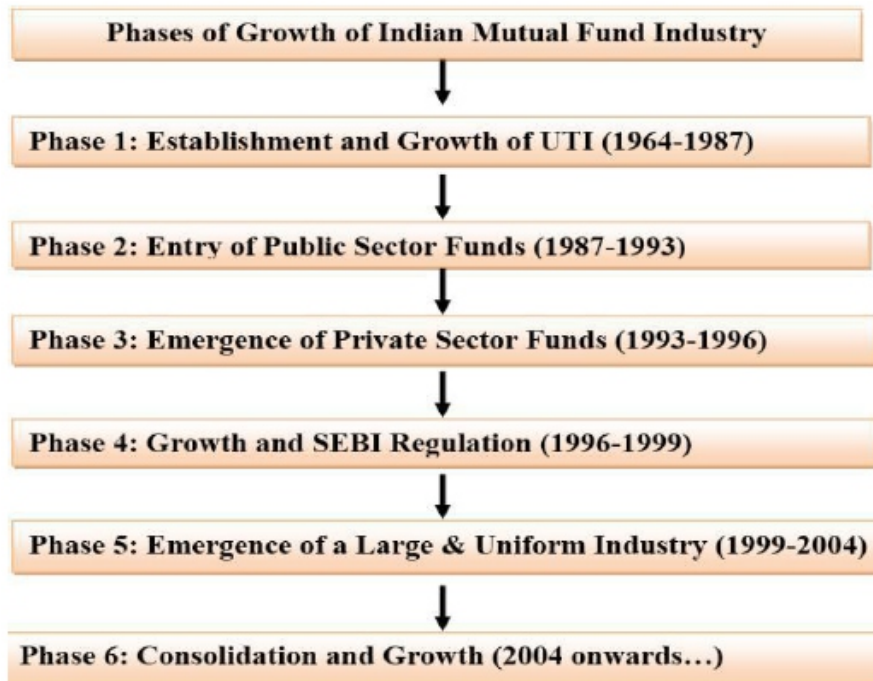 Phases of Growth of Indian Mutual Fund Industry
Phase 1: Establishment and Growth of UTI (1964-1987)
Phase 2: Entry of Public Sector Funds (1987-1993)
Phase 3: Emergence of Private Sector Funds (1993-1996)
Phase 4: Growth and SEBI Regulation (1996-1999)
Phase 5: Emergence of a Large & Uniform Industry (1999-2004)
Phase 6: Consolidation and Growth (2004 onwards...)